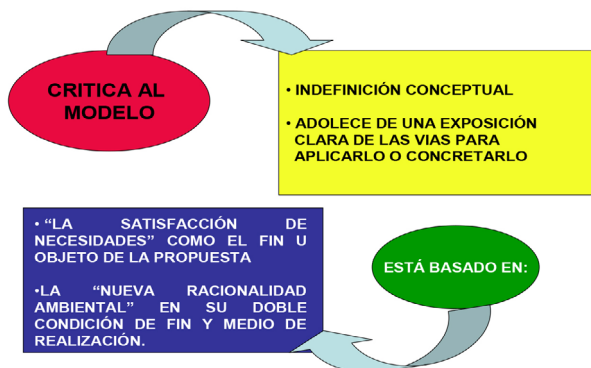 CRITICA AL
MODELO
• INDEFINICIÓN CONCEPTUAL
• ADOLECE DE UNA EXPOSICIÓN
CLARA DE LAS VIAS PARA
APLICARLO O CONCRETARLO
• “LA SATISFACCIÓN DE
NECESIDADES” COMO EL FIN U
OBJETO DE LA PROPUESTA
•LA “NUEVA RACIONALIDAD
AMBIENTAL” EN SU DOBLE
CONDICIÓN DE FIN Y MEDIO DE
REALIZACIÓN.
ESTÁ BASADO EN: